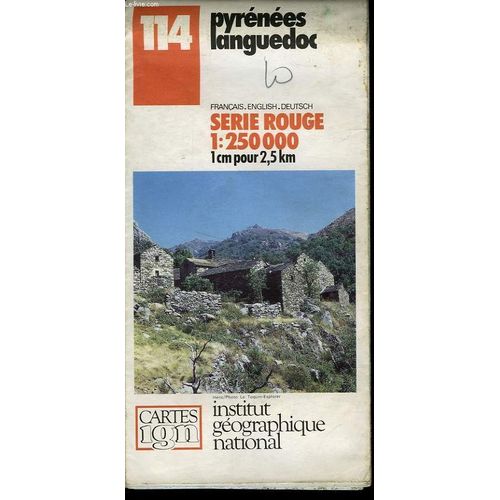 114
pyrénées
languedoc
FRANÇAIS.ENGLISH.DEUTSCH
SERIE ROUGE
1:250 000
1 cm pour 2,5 km
CARTES
ign
institut
géographique
national